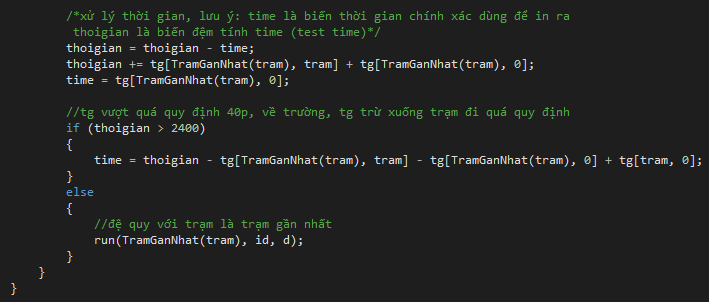 /*xử lý thời gian, lưu ý: time là biến thời gian chính xác dùng để in ra
thoigian là biến đệm tính time (test time)*/
thoigian = thoigian - time;
thoigian += tg[TramGanNhat(tram), tram] + tg[TramGanNhat(tram), 0];
time = tg[TramGanNhat(tram), 0];
//tg vượt quá quy định 40p, về trường, tg trừ xuống trạm đi quá quy định
if (thoigian > 2400)
{
time = thoigian - tg[TramGanNhat(tram), tram] - tg[TramGanNhat(tram), 0] + tg[tram, 0];
}
else
{
//đệ quy với trạm là trạm gần nhất
run(TramGanNhat(tram), id, d);
}
}
}